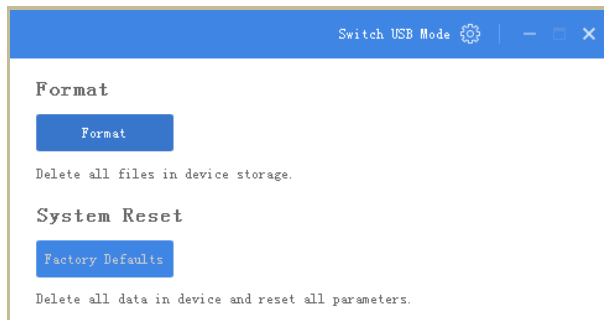 Switch USB Mode
Format
Format
Delete all files in device storage.
System Reset
Factory Defaults
Delete all data in device and reset all parameters.